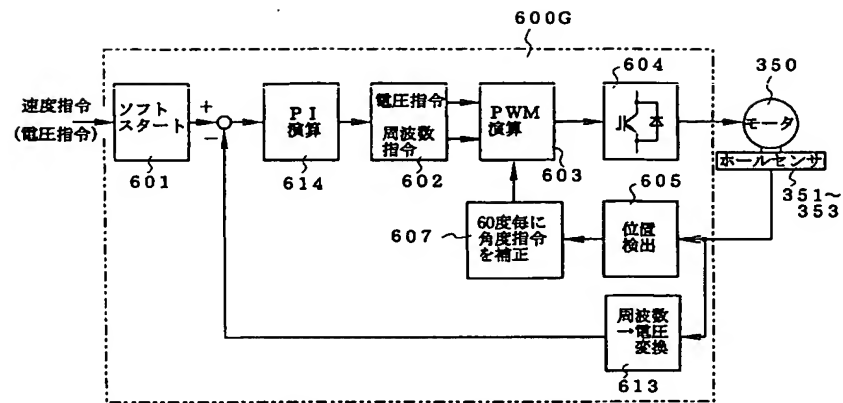 600G
速度指令
(電圧指令)
ソフト
スタート
601
+
−
PI
演算
614
電圧指令
周波数
指令
602
PWM
演算
603
604
350
モータ
ホールセンサ
351~
353
607
60度毎に
角度指令
を補正
605
位置
検出
周波数
→電圧
変換
613